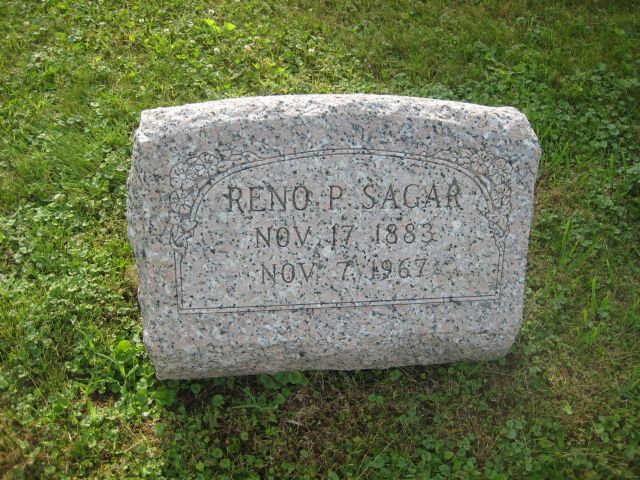 RENO P. SAGAR
NOV. 17, 1883
NOV. 7, 1967